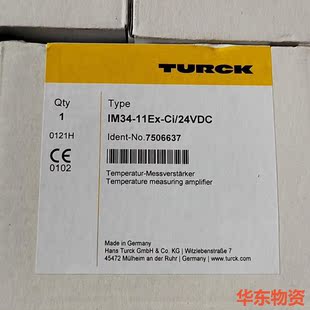 TURCK
Qty
1
0121H
CE
0102
Type
IM34-11Ex-Ci/24VDC
Ident-No.7506637
Temperatur-Messverstärker
Temperature measuring amplifier
Made in Germany
Hans Turck GmbH & Co. KG | Witzlebenstraße 7
45472 Mülheim an der Ruhr | Germany | www.turck.com
华东物资